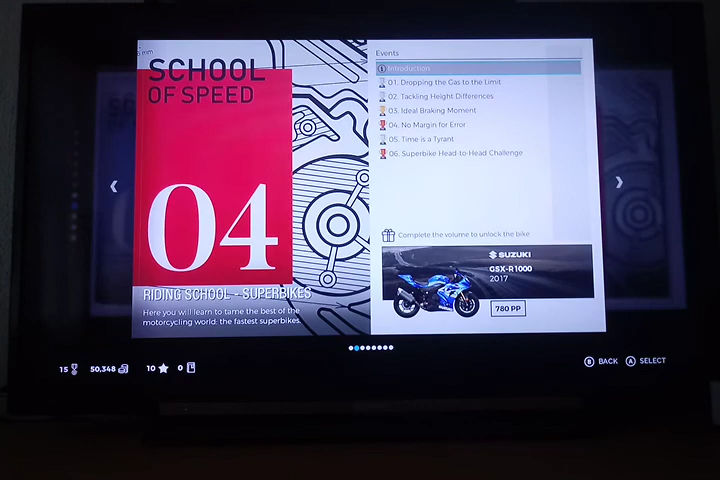 5 mm
SCHOOL
OF SPEED
04
RIDING SCHOOL - SUPERBIKES
Here you will learn to tame the best of the
motorcycling world: the fastest superbikes.
Events
Introduction
01. Dropping the Gas to the Limit
02. Tackling Height Differences
03. Ideal Braking Moment
04. No Margin for Error
05. Time is a Tyrant
06. Superbike Head-to-Head Challenge
Complete the volume to unlock the bike
SUZUKI
GSX-R1000
2017
780 PP
15
50,348
10
0
B BACK
A SELECT